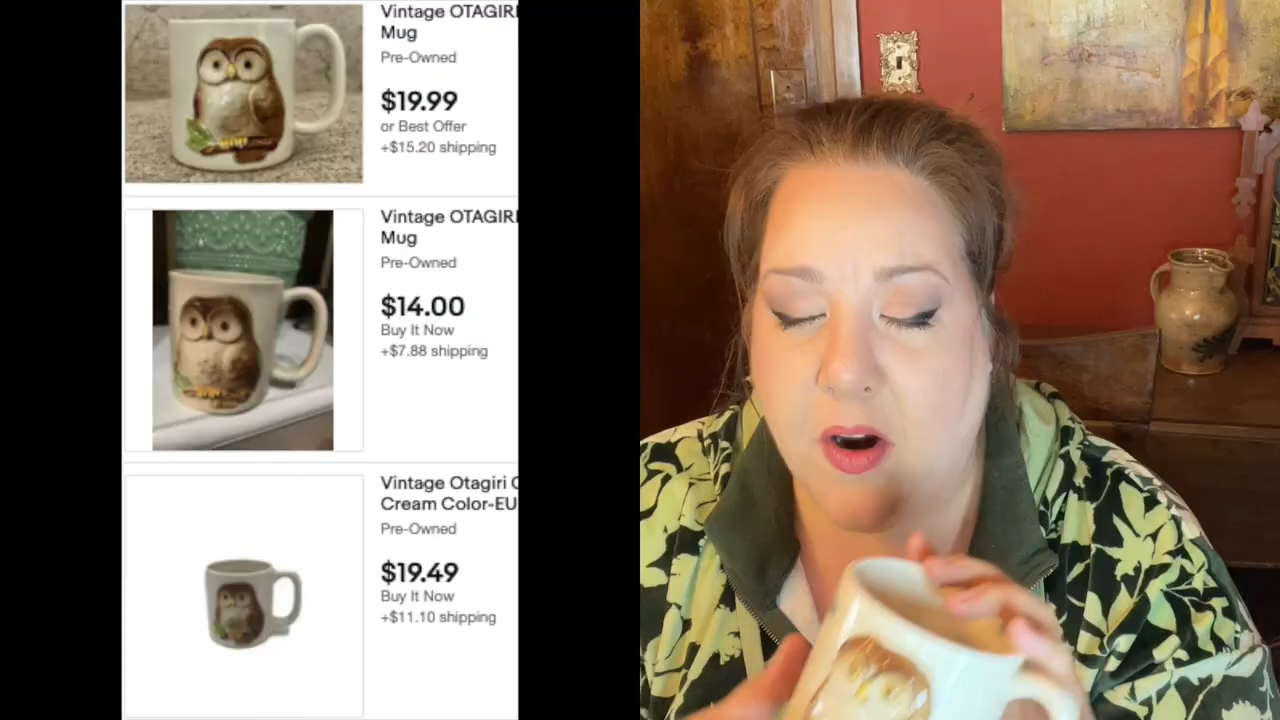 Vintage OTAGIRI
Mug
Pre-Owned
$19.99
or Best Offer
+$15.20 shipping
Vintage OTAGIRI
Mug
Pre-Owned
$14.00
Buy It Now
+$7.88 shipping
Vintage Otagiri
Cream Color-EU
Pre-Owned
$19.49
Buy It Now
+$11.10 shipping